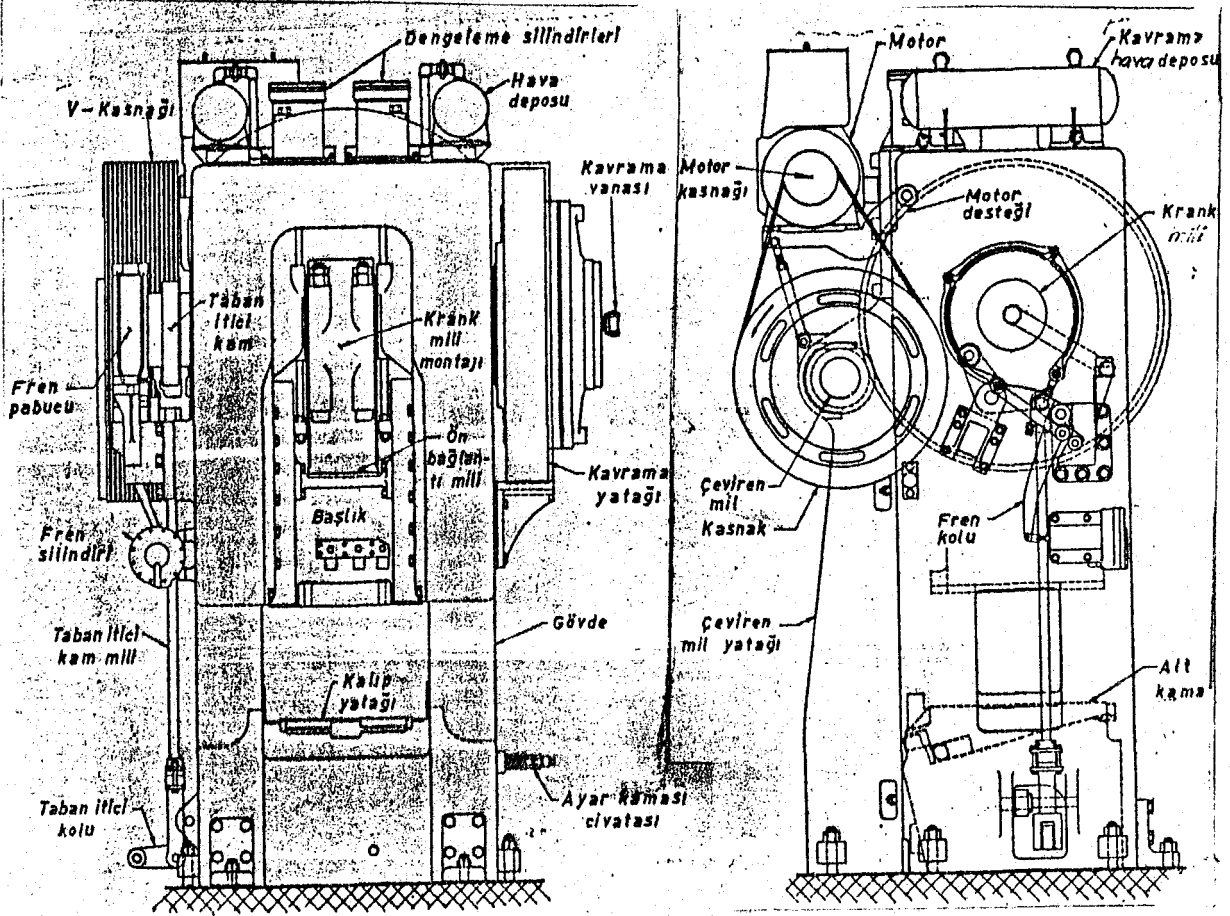 Dengeleme silindirleri
Hava
deposu
V-Kasnağı
Kavrama
vanası
Taban
itici
kam
Krank
mili
montajı
Fren
pabucu
Ön
bağlan-
tı mili
Kavrama
yatağı
Başlık
Fren
silindiri
Taban itici
kam mili
Gövde
Kalıp
yatağı
Taban itici
kolu
Ayar kaması
civatası
Motor
Kavrama
hava deposu
Motor
kasnağı
Motor
desteği
Krank
mili
Çeviren
mil
Kasnak
Fren
kolu
Çeviren
mil yatağı
Alt
kama